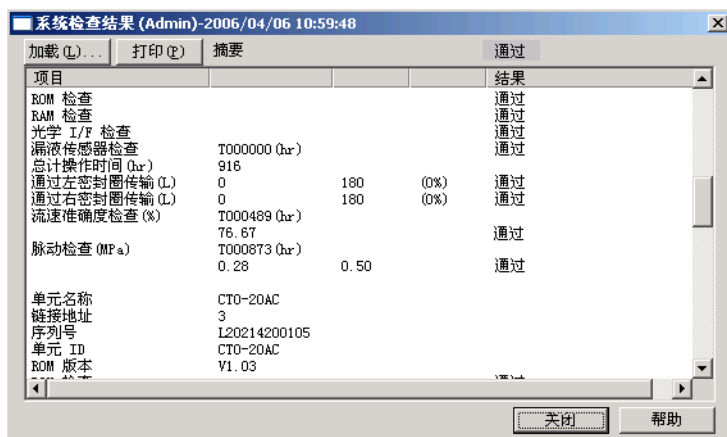 系统检查结果 (Admin)-2006/04/06 10:59:48
加载(L)... 打印(P) 摘要 通过
项目 结果
ROM 检查 通过
RAM 检查 通过
光学 I/F 检查 通过
漏液传感器检查 T000000(hr) 通过
总计操作时间(hr) 916
通过左密封圈传输(L) 0 180 (0%) 通过
通过右密封圈传输(L) 0 180 (0%) 通过
流速准确度检查(%) T000489(hr)
76.67 通过
脉动检查(MPa) T000873(hr)
0.28 0.50 通过
单元名称 CTO-20AC
链接地址 3
序列号 L20214200105
单元 ID CTO-20AC
ROM 版本 V1.03
关闭 帮助